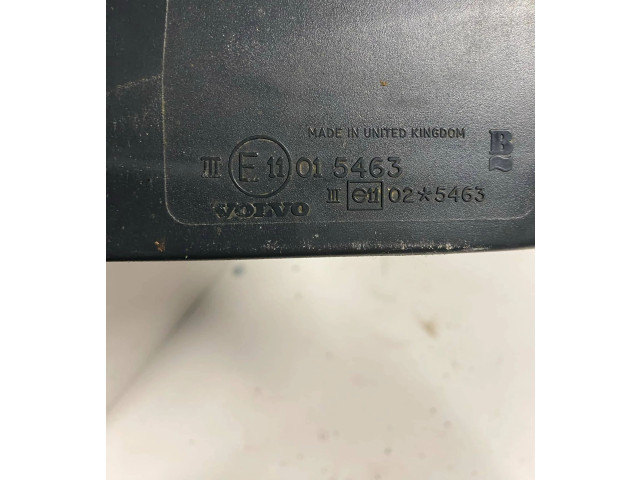 MADE IN UNITED KINGDOM
B
III E 11 01 5463
III e11 02*5463
VOLVO